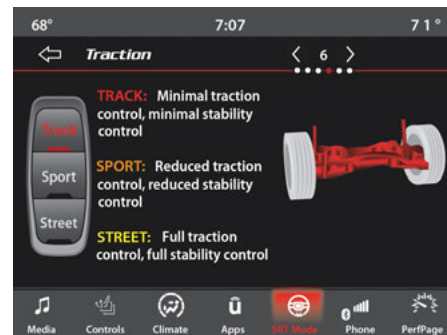 68° 7:07 71°
Traction < 6 >
TRACK: Minimal traction
control, minimal stability
control
Track
SPORT: Reduced traction
control, reduced stability
control
Sport
STREET: Full traction
control, full stability control
Street
Media Controls Climate Apps SRT Mode Phone PerfPage